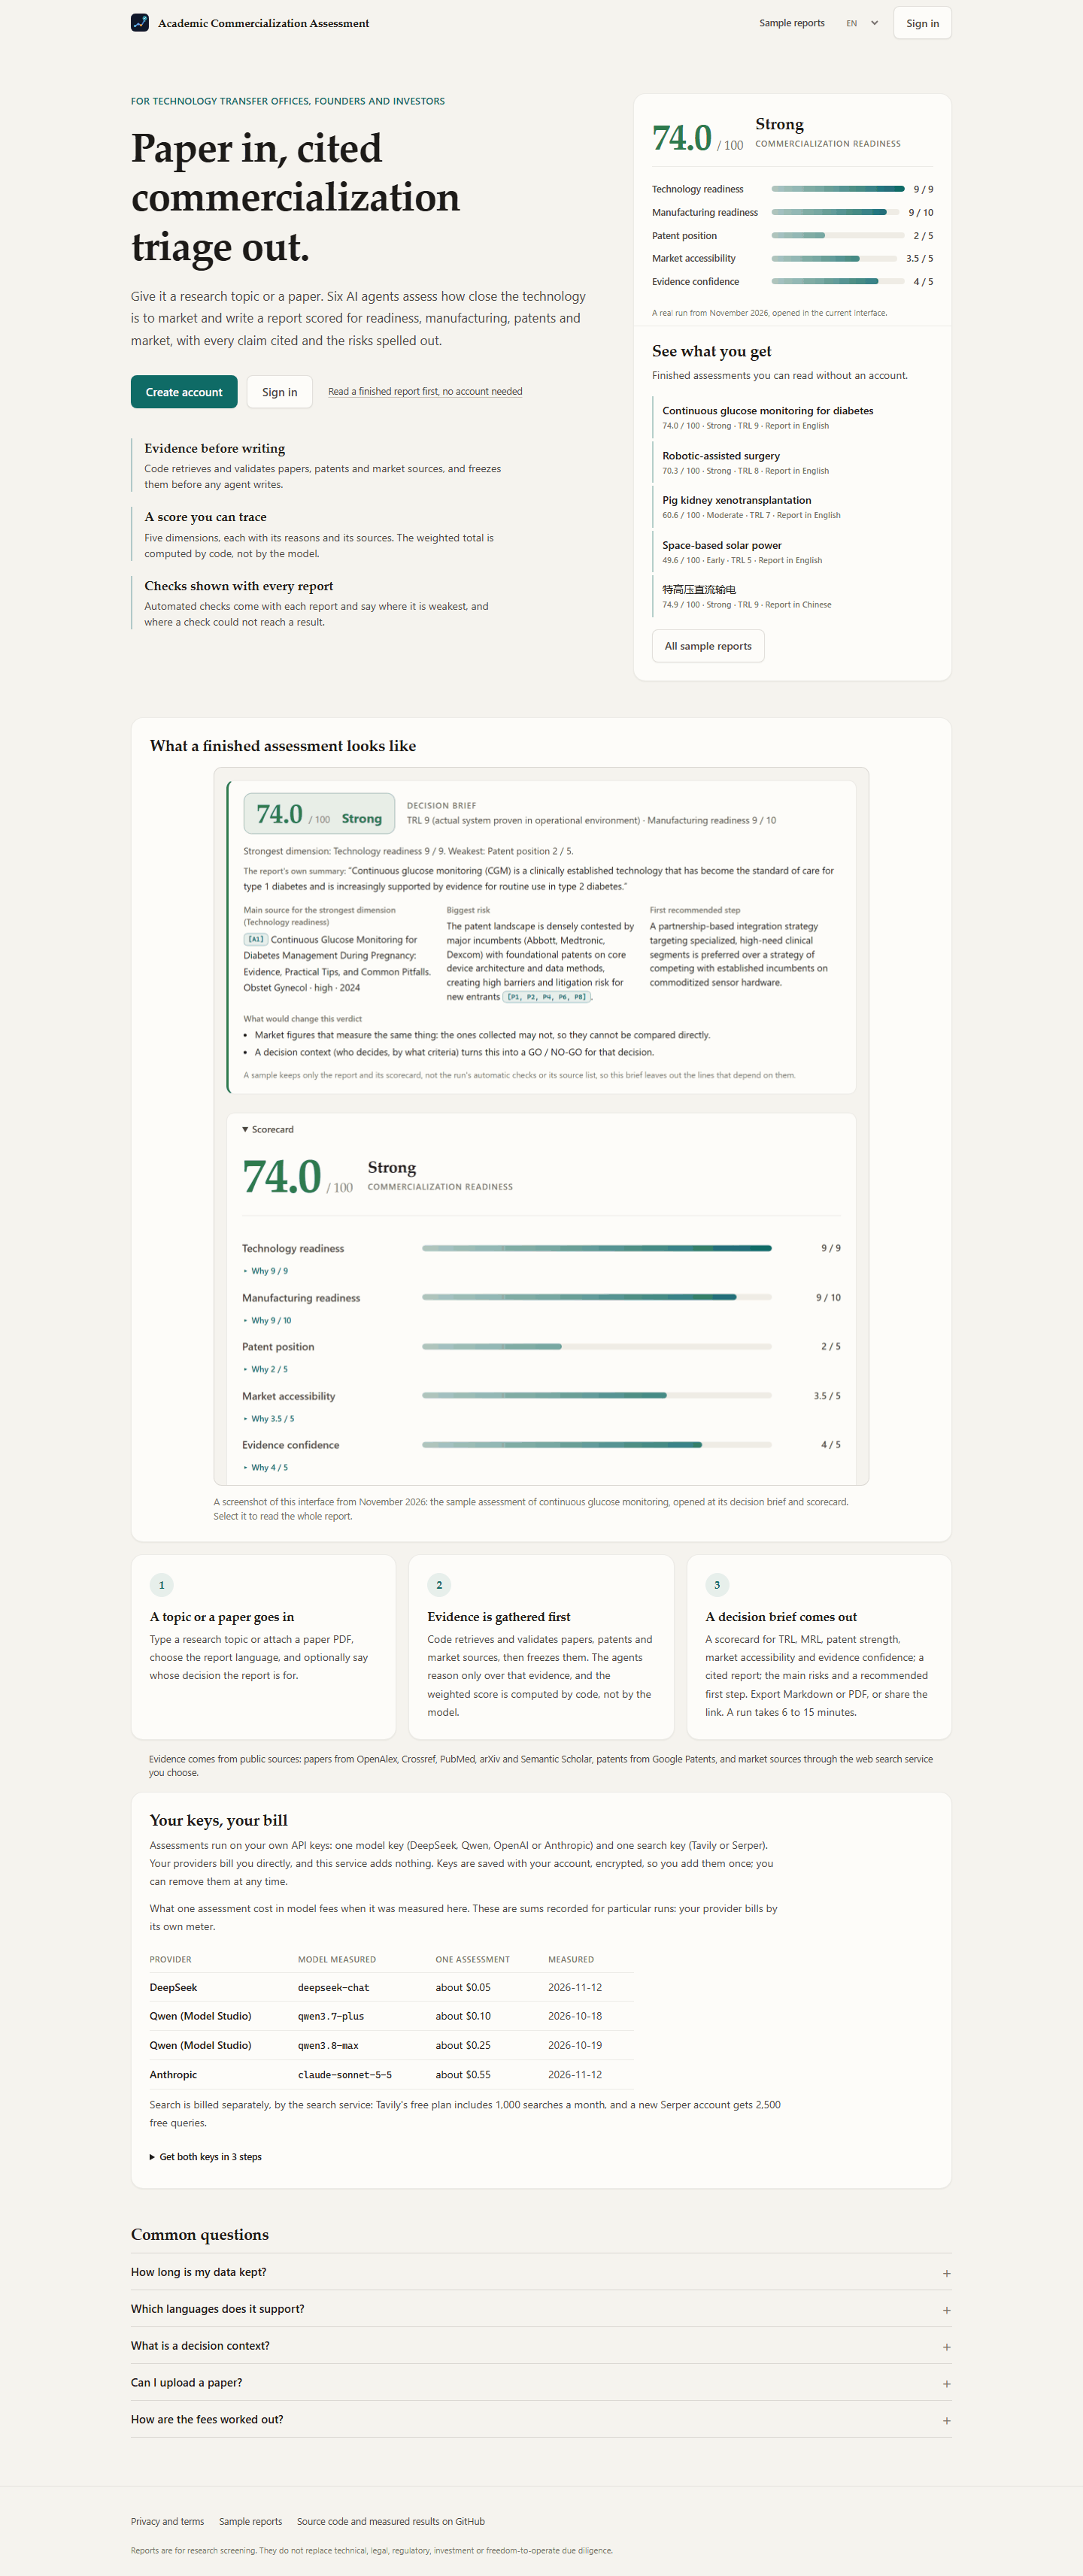 Academic Commercialization Assessment
Sample reports
EN
Sign in
FOR TECHNOLOGY TRANSFER OFFICES, FOUNDERS AND INVESTORS
Paper in, cited
commercialization
triage out.
Give it a research topic or a paper. Six AI agents assess how close the technology
is to market and write a report scored for readiness, manufacturing, patents and
market, with every claim cited and the risks spelled out.
Create account
Sign in
Read a finished report first, no account needed
Evidence before writing
Code retrieves and validates papers, patents and market sources, and freezes
them before any agent writes.
A score you can trace
Five dimensions, each with its reasons and its sources. The weighted total is
computed by code, not by the model.
Checks shown with every report
Automated checks come with each report and say where it is weakest, and
where a check could not reach a result.
74.0 / 100
Strong
COMMERCIALIZATION READINESS
Technology readiness 9 / 9
Manufacturing readiness 9 / 10
Patent position 2 / 5
Market accessibility 3.5 / 5
Evidence confidence 4 / 5
A real run from November 2026, opened in the current interface.
See what you get
Finished assessments you can read without an account.
Continuous glucose monitoring for diabetes
74.0 / 100 · Strong · TRL 9 · Report in English
Robotic-assisted surgery
70.3 / 100 · Strong · TRL 8 · Report in English
Pig kidney xenotransplantation
60.6 / 100 · Moderate · TRL 7 · Report in English
Space-based solar power
49.6 / 100 · Early · TRL 5 · Report in English
特高压直流输电
74.9 / 100 · Strong · TRL 9 · Report in Chinese
All sample reports
What a finished assessment looks like
74.0 / 100 Strong
DECISION BRIEF
TRL 9 (actual system proven in operational environment) · Manufacturing readiness 9 / 10
Strongest dimension: Technology readiness 9 / 9. Weakest: Patent position 2 / 5.
The report's own summary: "Continuous glucose monitoring (CGM) is a clinically established technology that has become the standard of care for
type 1 diabetes and is increasingly supported by evidence for routine use in type 2 diabetes."
Main source for the strongest dimension
(Technology readiness)
[A1] Continuous Glucose Monitoring for
Diabetes Management During Pregnancy:
Evidence, Practical Tips, and Common Pitfalls.
Obstet Gynecol · high · 2024
Biggest risk
The patent landscape is densely contested by
major incumbents (Abbott, Medtronic,
Dexcom) with foundational patents on core
device architecture and data methods,
creating high barriers and litigation risk for
new entrants [P1, P2, P4, P6, P8].
First recommended step
A partnership-based integration strategy
targeting specialized, high-need clinical
segments is preferred over a strategy of
competing with established incumbents on
commoditized sensor hardware.
What would change this verdict
• Market figures that measure the same thing: the ones collected may not, so they cannot be compared directly.
• A decision context (who decides, by what criteria) turns this into a GO / NO-GO for that decision.
A sample keeps only the report and its scorecard, not the run's automatic checks or its source list, so this brief leaves out the lines that depend on them.
▼ Scorecard
74.0 / 100
Strong
COMMERCIALIZATION READINESS
Technology readiness 9 / 9
Why 9 / 9
Manufacturing readiness 9 / 10
Why 9 / 10
Patent position 2 / 5
Why 2 / 5
Market accessibility 3.5 / 5
Why 3.5 / 5
Evidence confidence 4 / 5
Why 4 / 5
A screenshot of this interface from November 2026: the sample assessment of continuous glucose monitoring, opened at its decision brief and scorecard.
Select it to read the whole report.
1
A topic or a paper goes in
Type a research topic or attach a paper PDF,
choose the report language, and optionally say
whose decision the report is for.
2
Evidence is gathered first
Code retrieves and validates papers, patents and
market sources, then freezes them. The agents
reason only over that evidence, and the
weighted score is computed by code, not by the
model.
3
A decision brief comes out
A scorecard for TRL, MRL, patent strength,
market accessibility and evidence confidence; a
cited report; the main risks and a recommended
first step. Export Markdown or PDF, or share the
link. A run takes 6 to 15 minutes.
Evidence comes from public sources: papers from OpenAlex, Crossref, PubMed, arXiv and Semantic Scholar, patents from Google Patents, and market sources through the web search service
you choose.
Your keys, your bill
Assessments run on your own API keys: one model key (DeepSeek, Qwen, OpenAI or Anthropic) and one search key (Tavily or Serper).
Your providers bill you directly, and this service adds nothing. Keys are saved with your account, encrypted, so you add them once; you
can remove them at any time.
What one assessment cost in model fees when it was measured here. These are sums recorded for particular runs: your provider bills by
its own meter.
PROVIDER MODEL MEASURED ONE ASSESSMENT MEASURED
DeepSeek deepseek-chat about $0.05 2026-11-12
Qwen (Model Studio) qwen3.7-plus about $0.10 2026-10-18
Qwen (Model Studio) qwen3.8-max about $0.25 2026-10-19
Anthropic claude-sonnet-5-5 about $0.55 2026-11-12
Search is billed separately, by the search service: Tavily's free plan includes 1,000 searches a month, and a new Serper account gets 2,500
free queries.
▶ Get both keys in 3 steps
Common questions
How long is my data kept? +
Which languages does it support? +
What is a decision context? +
Can I upload a paper? +
How are the fees worked out? +
Privacy and terms
Sample reports
Source code and measured results on GitHub
Reports are for research screening. They do not replace technical, legal, regulatory, investment or freedom-to-operate due diligence.